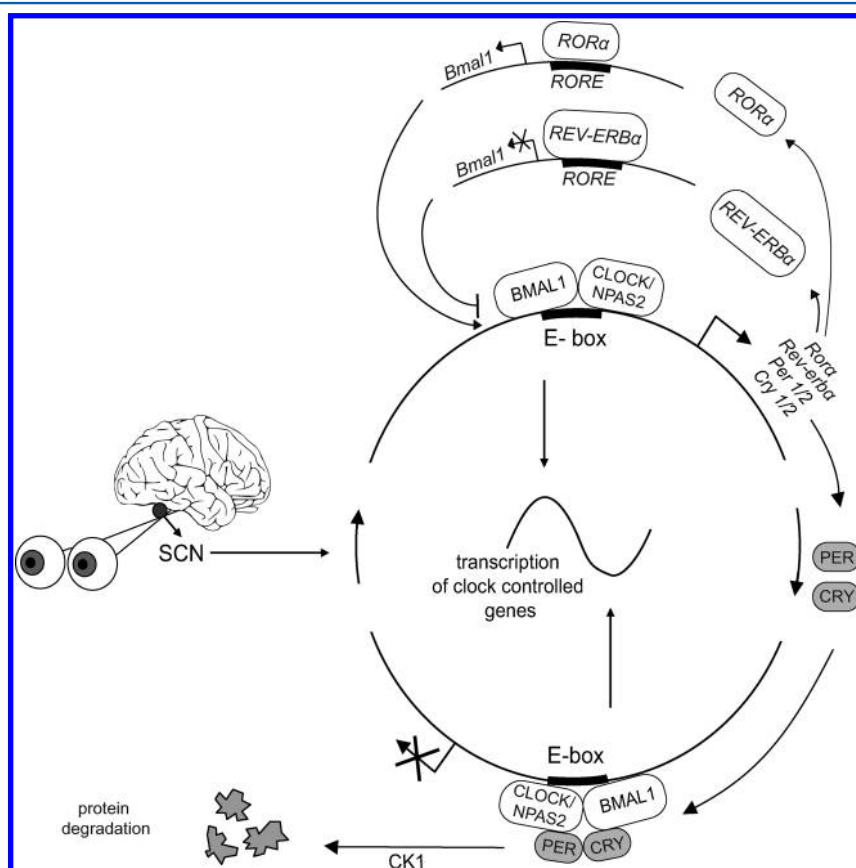 RORα
Bmal1
RORE
RORα
REV-ERBα
Bmal1
RORE
REV-ERBα
BMAL1
CLOCK/
NPAS2
E- box
Rorα
Rev-erbα
Per 1/2
Cry 1/2
SCN
transcription
of clock controlled
genes
PER
CRY
E-box
CLOCK/
NPAS2
BMAL1
PER
CRY
protein
degradation
CK1